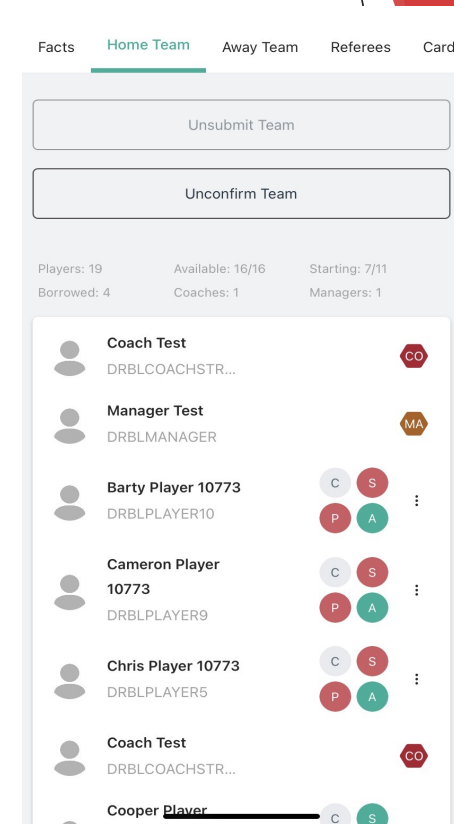 Facts Home Team Away Team Referees Card
Unsubmit Team
Unconfirm Team
Players: 19 Available: 16/16 Starting: 7/11
Borrowed: 4 Coaches: 1 Managers: 1
Coach Test
DRBLCOACHSTR...
CO
Manager Test
DRBLMANAGER
MA
Barty Player 10773
DRBLPLAYER10
C S
P A
Cameron Player
10773
DRBLPLAYER9
C S
P A
Chris Player 10773
DRBLPLAYER5
C S
P A
Coach Test
DRBLCOACHSTR...
CO
Cooper Player
C S